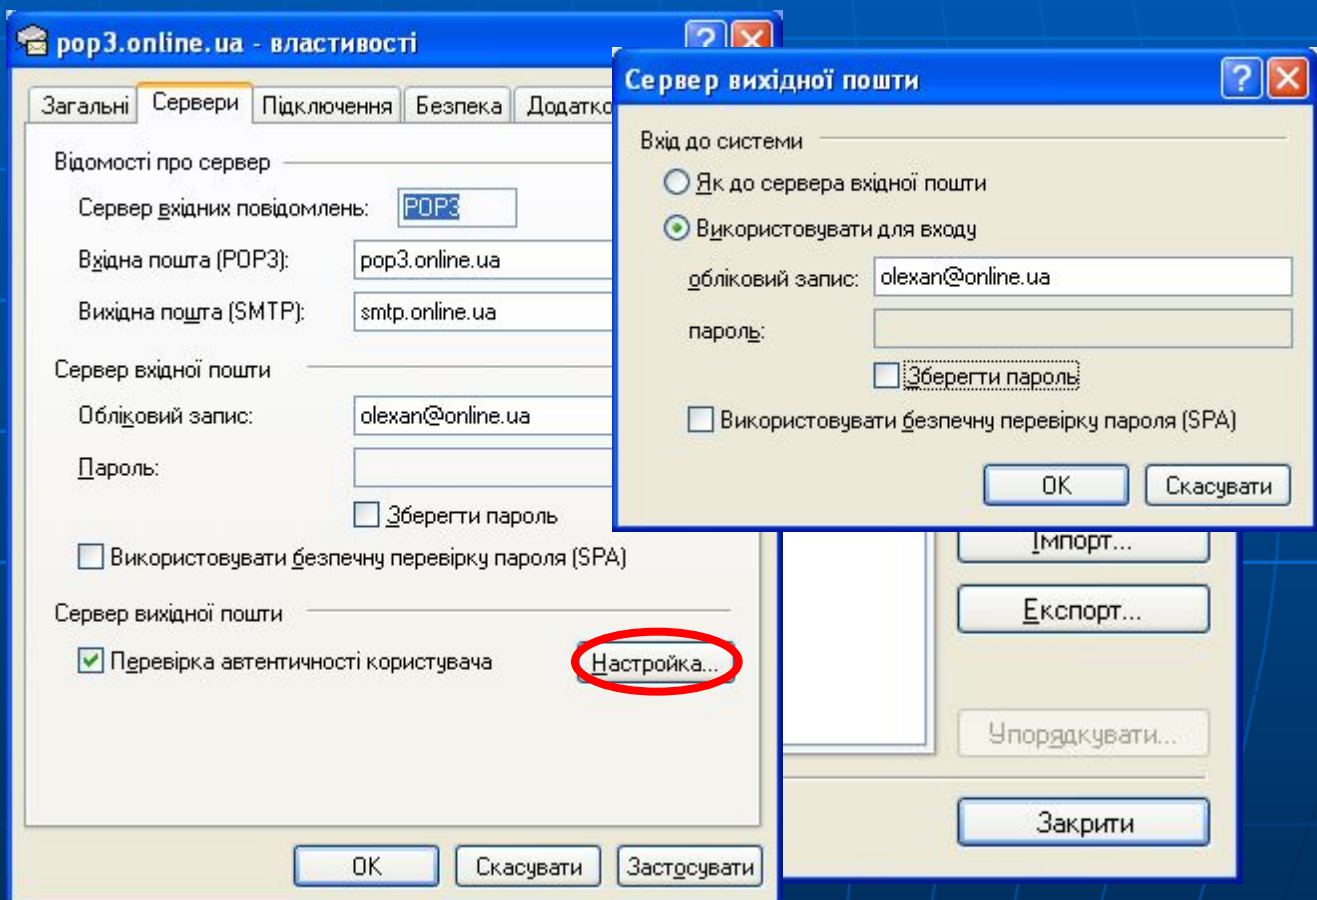 pop3.online.ua - властивості
Загальні Сервери Підключення Безпека Додатко
Відомості про сервер
Сервер вхідних повідомлень: POP3
Вхідна пошта (POP3): pop3.online.ua
Вихідна пошта (SMTP): smtp.online.ua
Сервер вхідної пошти
Обліковий запис: olexan@online.ua
Пароль:
Зберегти пароль
Використовувати безпечну перевірку пароля (SPA)
Сервер вихідної пошти
Перевірка автентичності користувача Настройка...
OK Скасувати Застосувати
Сервер вихідної пошти
Вхід до системи
Як до сервера вхідної пошти
Використовувати для входу
обліковий запис: olexan@online.ua
пароль:
Зберегти пароль
Використовувати безпечну перевірку пароля (SPA)
OK Скасувати
Імпорт...
Експорт...
Упорядкувати...
Закрити